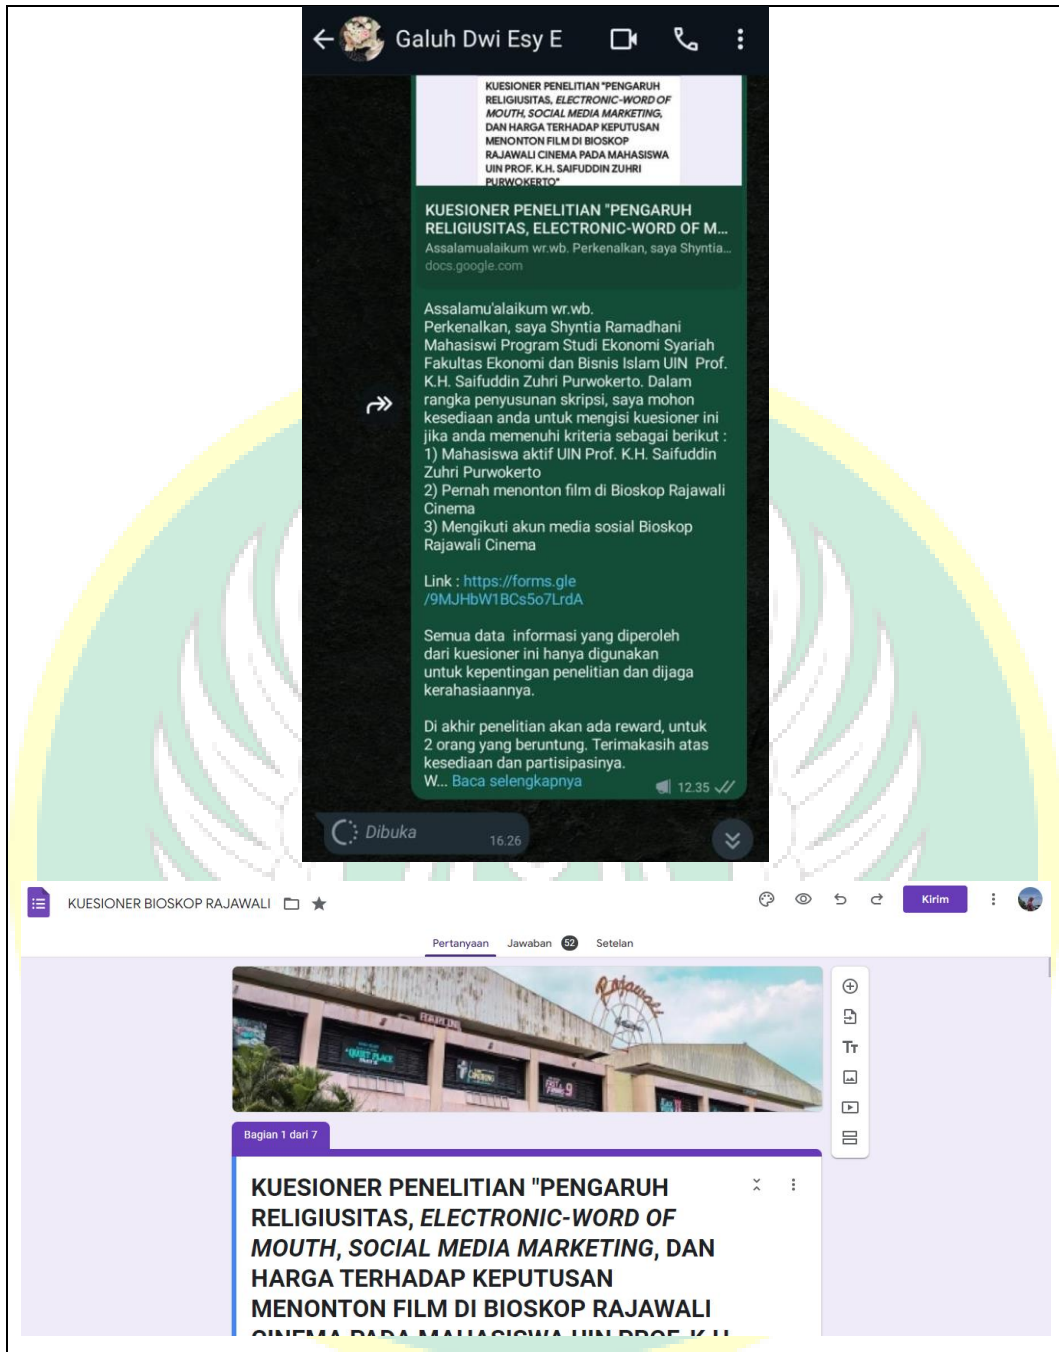 Galuh Dwi Esy E
KUESIONER PENELITIAN "PENGARUH
RELIGIUSITAS, ELECTRONIC-WORD OF
MOUTH, SOCIAL MEDIA MARKETING,
DAN HARGA TERHADAP KEPUTUSAN
MENONTON FILM DI BIOSKOP
RAJAWALI CINEMA PADA MAHASISWA
UIN PROF. K.H. SAIFUDDIN ZUHRI
PURWOKERTO"
KUESIONER PENELITIAN "PENGARUH
RELIGIUSITAS, ELECTRONIC-WORD OF M...
Assalamualaikum wr.wb. Perkenalkan, saya Shyntia...
docs.google.com
Assalamu'alaikum wr.wb.
Perkenalkan, saya Shyntia Ramadhani
Mahasiswi Program Studi Ekonomi Syariah
Fakultas Ekonomi dan Bisnis Islam UIN Prof.
K.H. Saifuddin Zuhri Purwokerto. Dalam
rangka penyusunan skripsi, saya mohon
kesediaan anda untuk mengisi kuesioner ini
jika anda memenuhi kriteria sebagai berikut :
1) Mahasiswa aktif UIN Prof. K.H. Saifuddin
Zuhri Purwokerto
2) Pernah menonton film di Bioskop Rajawali
Cinema
3) Mengikuti akun media sosial Bioskop
Rajawali Cinema
Link : https://forms.gle
/9MJHbW1BCs5o7LrdA
Semua data informasi yang diperoleh
dari kuesioner ini hanya digunakan
untuk kepentingan penelitian dan dijaga
kerahasiaannya.
Di akhir penelitian akan ada reward, untuk
2 orang yang beruntung. Terimakasih atas
kesediaan dan partisipasinya.
W... Baca selengkapnya
12.35
Dibuka
16.26
KUESIONER BIOSKOP RAJAWALI
Kirim
Pertanyaan Jawaban 52 Setelan
Rajawali
QUIET PLACE
9
Bagian 1 dari 7
KUESIONER PENELITIAN "PENGARUH
RELIGIUSITAS, ELECTRONIC-WORD OF
MOUTH, SOCIAL MEDIA MARKETING, DAN
HARGA TERHADAP KEPUTUSAN
MENONTON FILM DI BIOSKOP RAJAWALI
CINEMA PADA MAHASISWA UIN PROF. K.H.